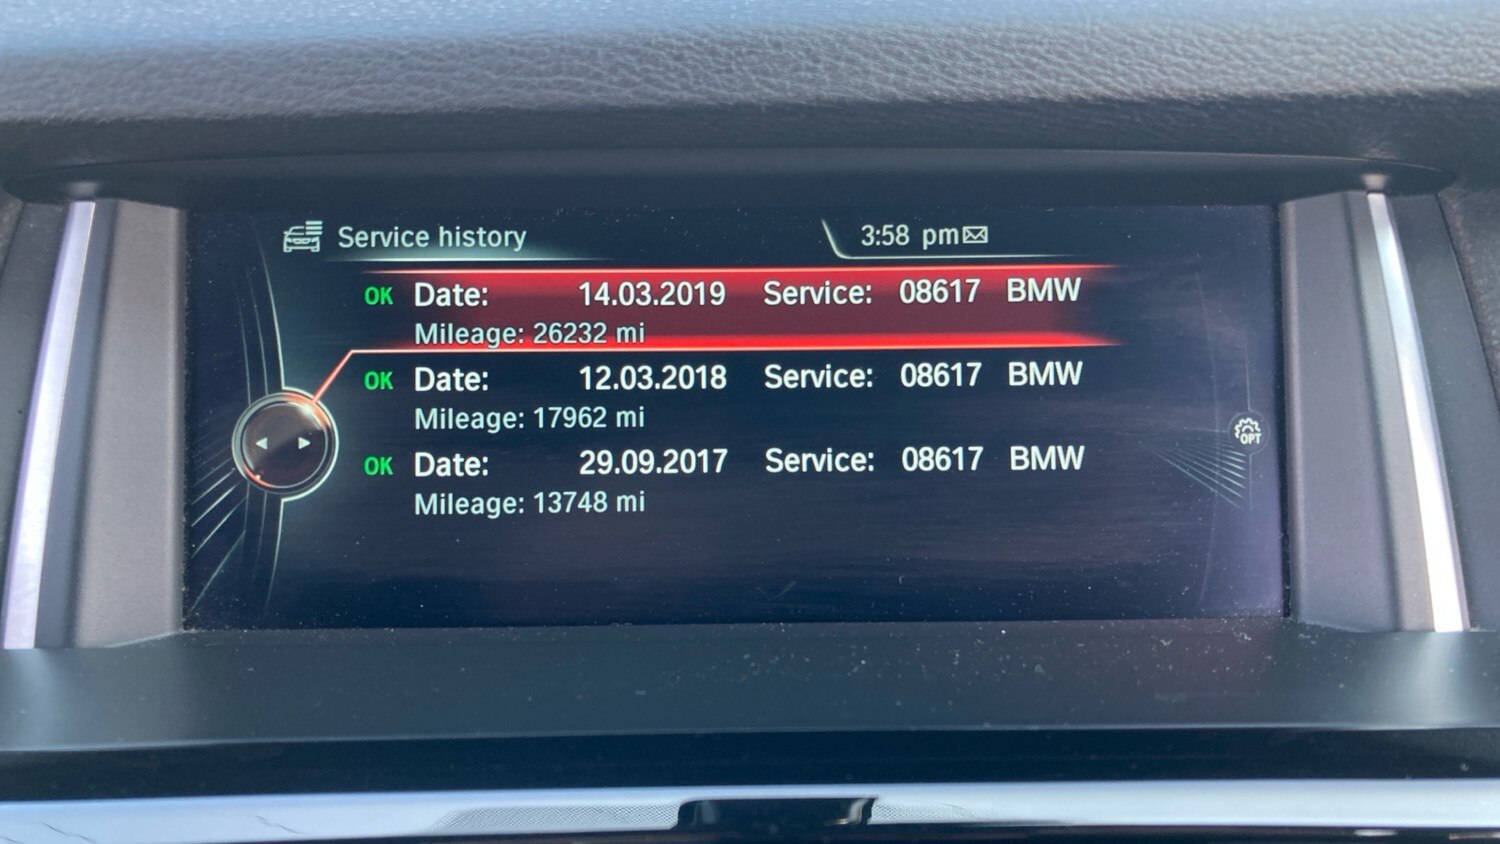 Service history 3:58 pm
OK Date: 14.03.2019 Service: 08617 BMW
Mileage: 26232 mi
OK Date: 12.03.2018 Service: 08617 BMW
Mileage: 17962 mi
OK Date: 29.09.2017 Service: 08617 BMW
Mileage: 13748 mi
OPT